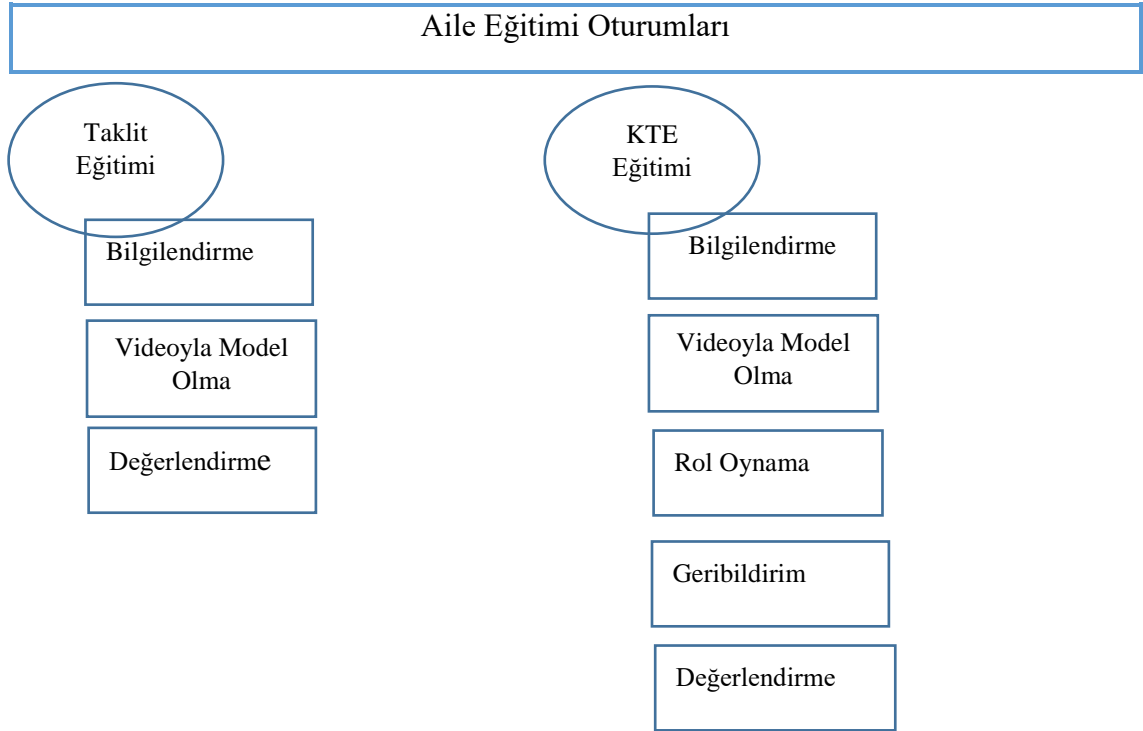 Aile Eğitimi Oturumları
Taklit
Eğitimi
Bilgilendirme
Videoyla Model
Olma
Değerlendirme
KTE
Eğitimi
Bilgilendirme
Videoyla Model
Olma
Rol Oynama
Geribildirim
Değerlendirme